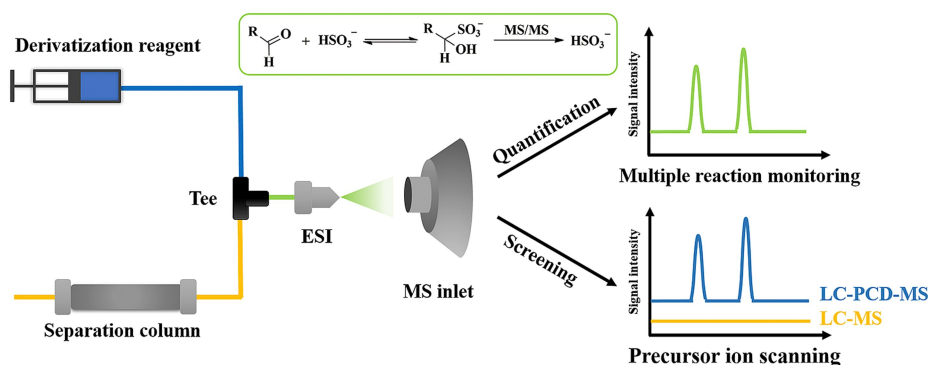 Derivatization reagent
R O H + HSO₃⁻ ⇌ R SO₃⁻ OH H MS/MS HSO₃⁻
Tee
ESI
MS inlet
Separation column
Quantification
Screening
Signal intensity
Multiple reaction monitoring
Signal intensity
LC-PCD-MS
LC-MS
Precursor ion scanning